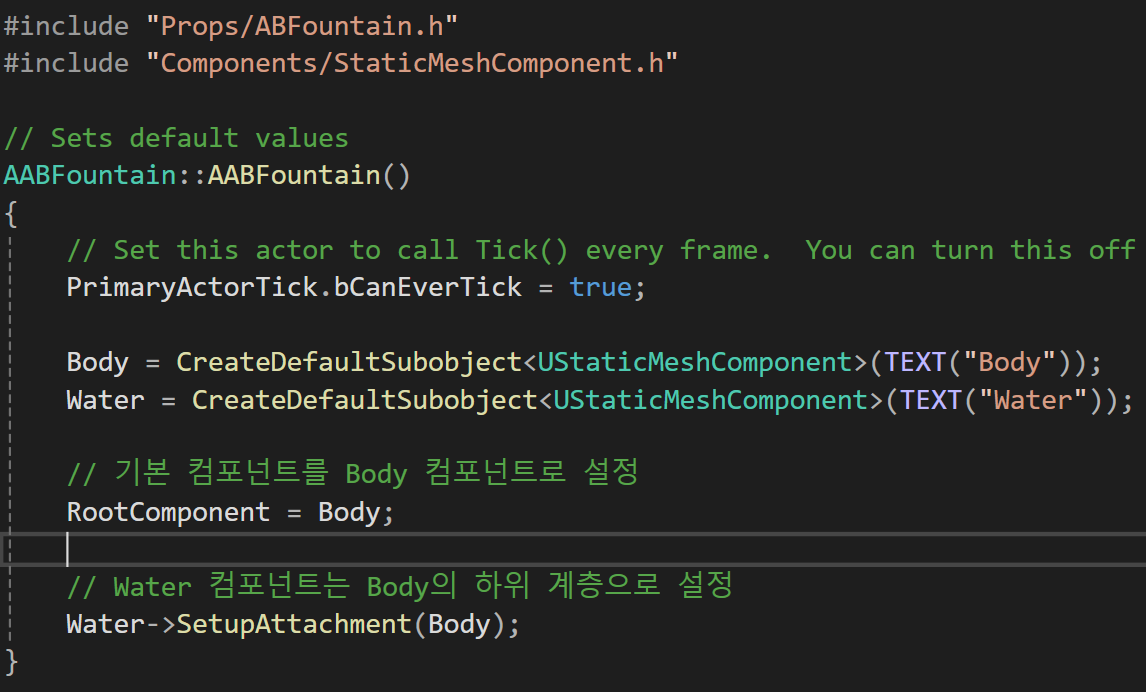 #include "Props/ABFountain.h"
#include "Components/StaticMeshComponent.h"
// Sets default values
AABFountain::AABFountain()
{
// Set this actor to call Tick() every frame.  You can turn this off
PrimaryActorTick.bCanEverTick = true;
Body = CreateDefaultSubobject<UStaticMeshComponent>(TEXT("Body"));
Water = CreateDefaultSubobject<UStaticMeshComponent>(TEXT("Water"));
// 기본 컴포넌트를 Body 컴포넌트로 설정
RootComponent = Body;
// Water 컴포넌트는 Body의 하위 계층으로 설정
Water->SetupAttachment(Body);
}